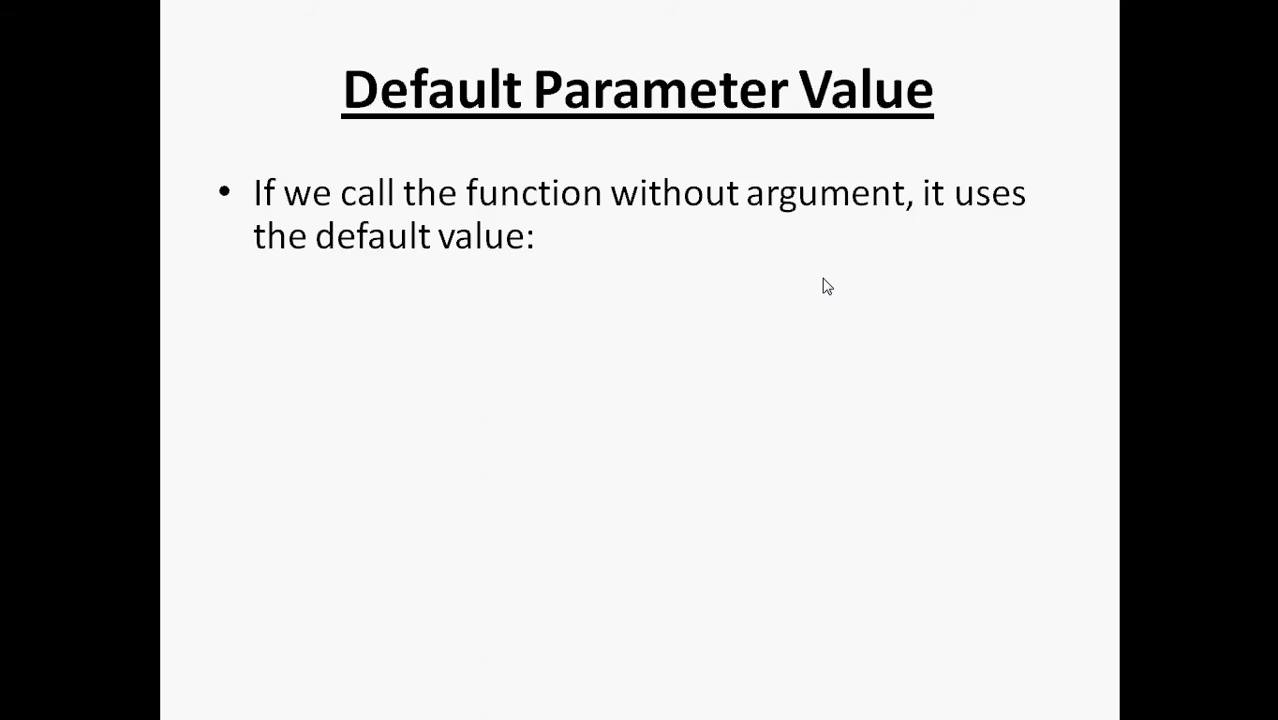 Default Parameter Value
• If we call the function without argument, it uses
the default value: